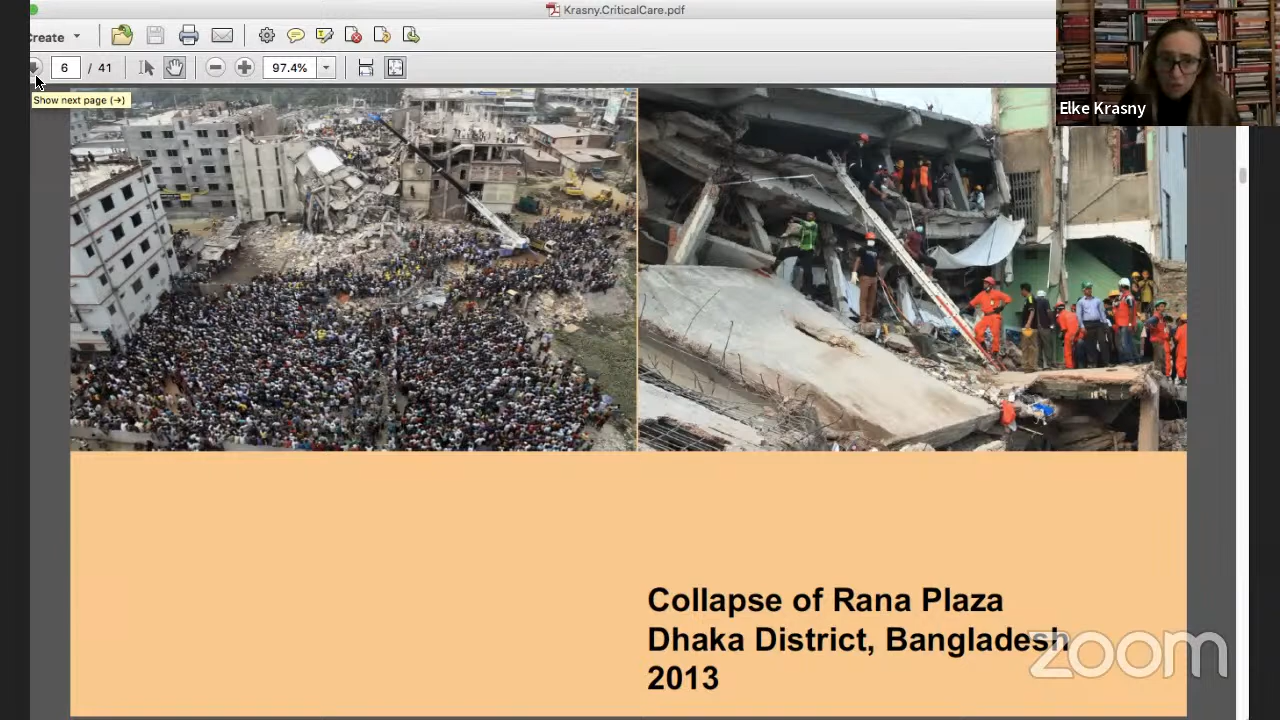 Krasny.CriticalCare.pdf
Create
6 / 41
97.4%
Show next page (→)
Elke Krasny
Collapse of Rana Plaza
Dhaka District, Bangladesh
2013
zoom